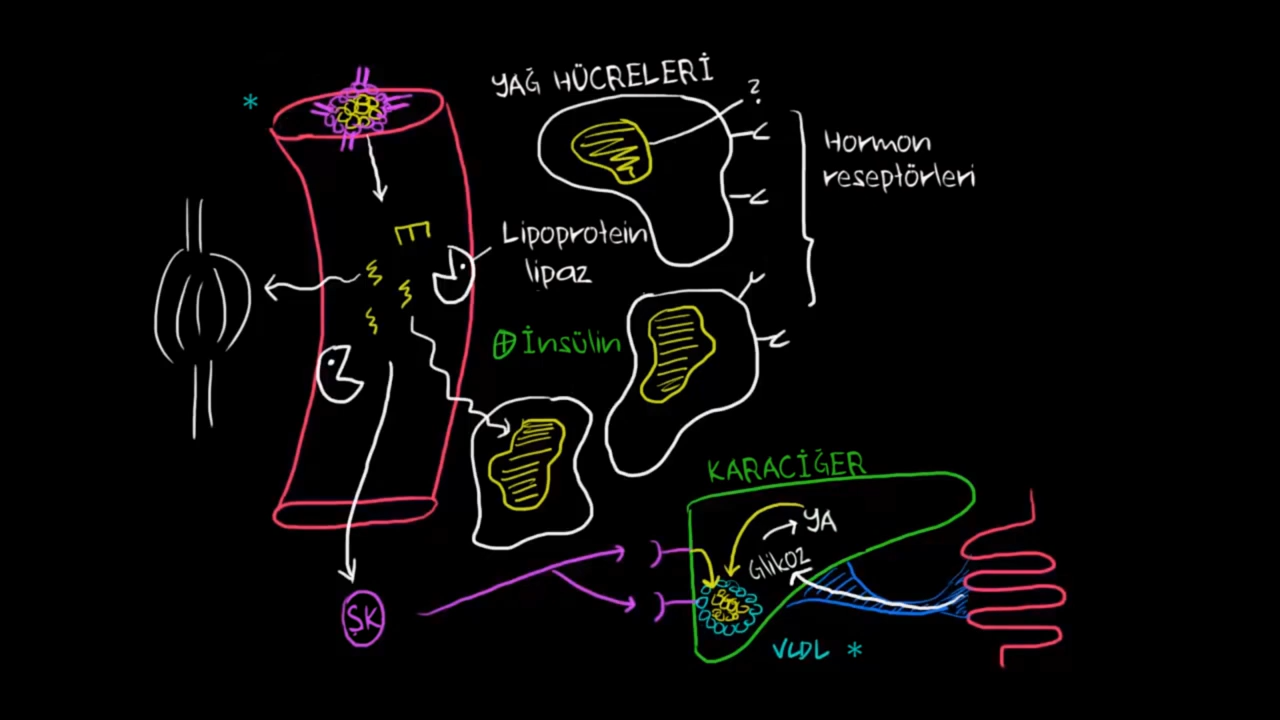 *
YAĞ HÜCRELERİ
?
Hormon
reseptörleri
Lipoprotein
lipaz
⊕ İnsülin
KARACİĞER
YA
Glikoz
ŞK
VLDL *